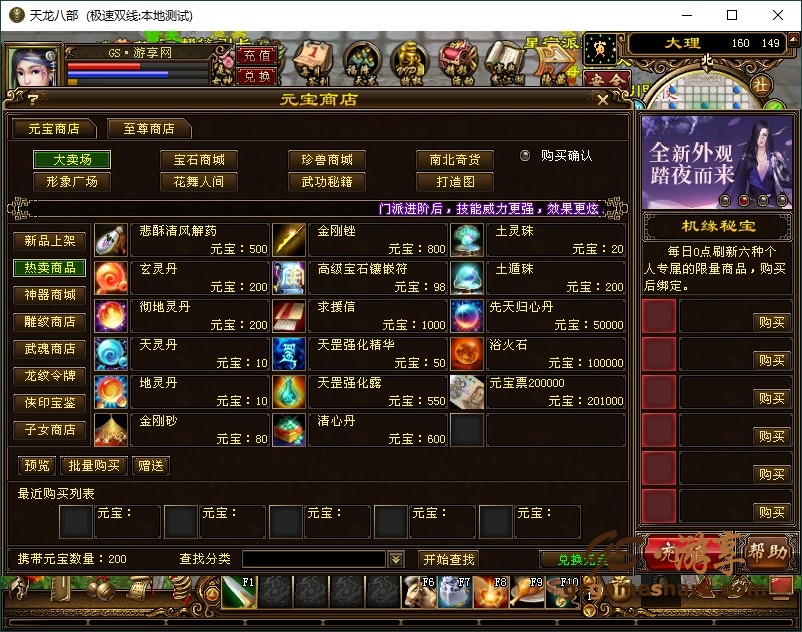 天龙八部 (极速双线:本地测试)
GS·游享网
充值
兑换
大理 160 149
北
社
?
元宝商店
元宝商店 至尊商店
大卖场 宝石商城 珍兽商城 南北奇货 购买确认
形象广场 花舞人间 武功秘籍 打造图
门派进阶后，技能威力更强，效果更炫
新品上架
热卖商品
神器商城
雕纹商店
武魂商店
龙纹令牌
侠印宝鉴
子女商店
悲酥清风解药 元宝：500
金刚锉 元宝：800
土灵珠 元宝：20
玄灵丹 元宝：200
高级宝石镶嵌符 元宝：98
土遁珠 元宝：200
彻地灵丹 元宝：200
求援信 元宝：1000
先天归心丹 元宝：50000
天灵丹 元宝：10
天罡强化精华 元宝：50
浴火石 元宝：100000
地灵丹 元宝：10
天罡强化露 元宝：550
元宝票200000 元宝：201000
金刚砂 元宝：80
清心丹 元宝：600
预览 批量购买 赠送
最近购买列表
元宝： 元宝： 元宝： 元宝： 元宝：
携带元宝数量：200 查找分类 开始查找
全新外观
踏夜而来
机缘秘宝
每日0点刷新六种个
人专属的限量商品，购买
后绑定。
购买
购买
购买
购买
购买
购买
帮助
F1 F6 F7 F8 F9 F10